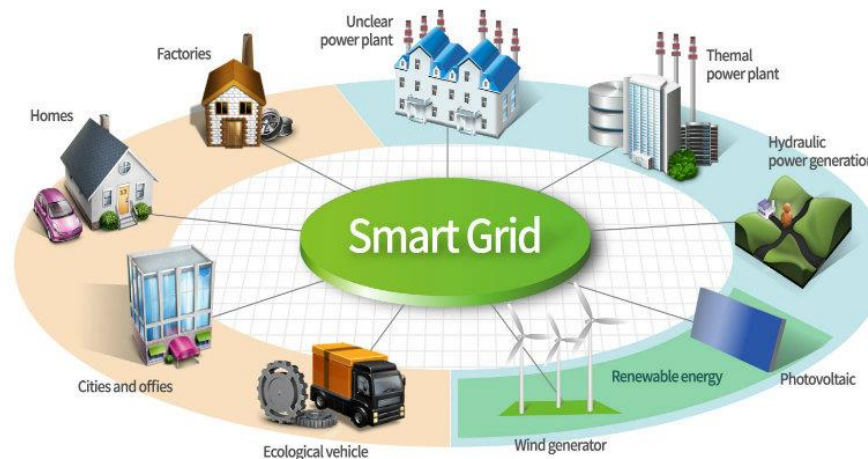 Unclear
power plant
Factories
Themal
power plant
Homes
Hydraulic
power generation
Smart Grid
Cities and offies
Renewable energy
Photovoltaic
Wind generator
Ecological vehicle